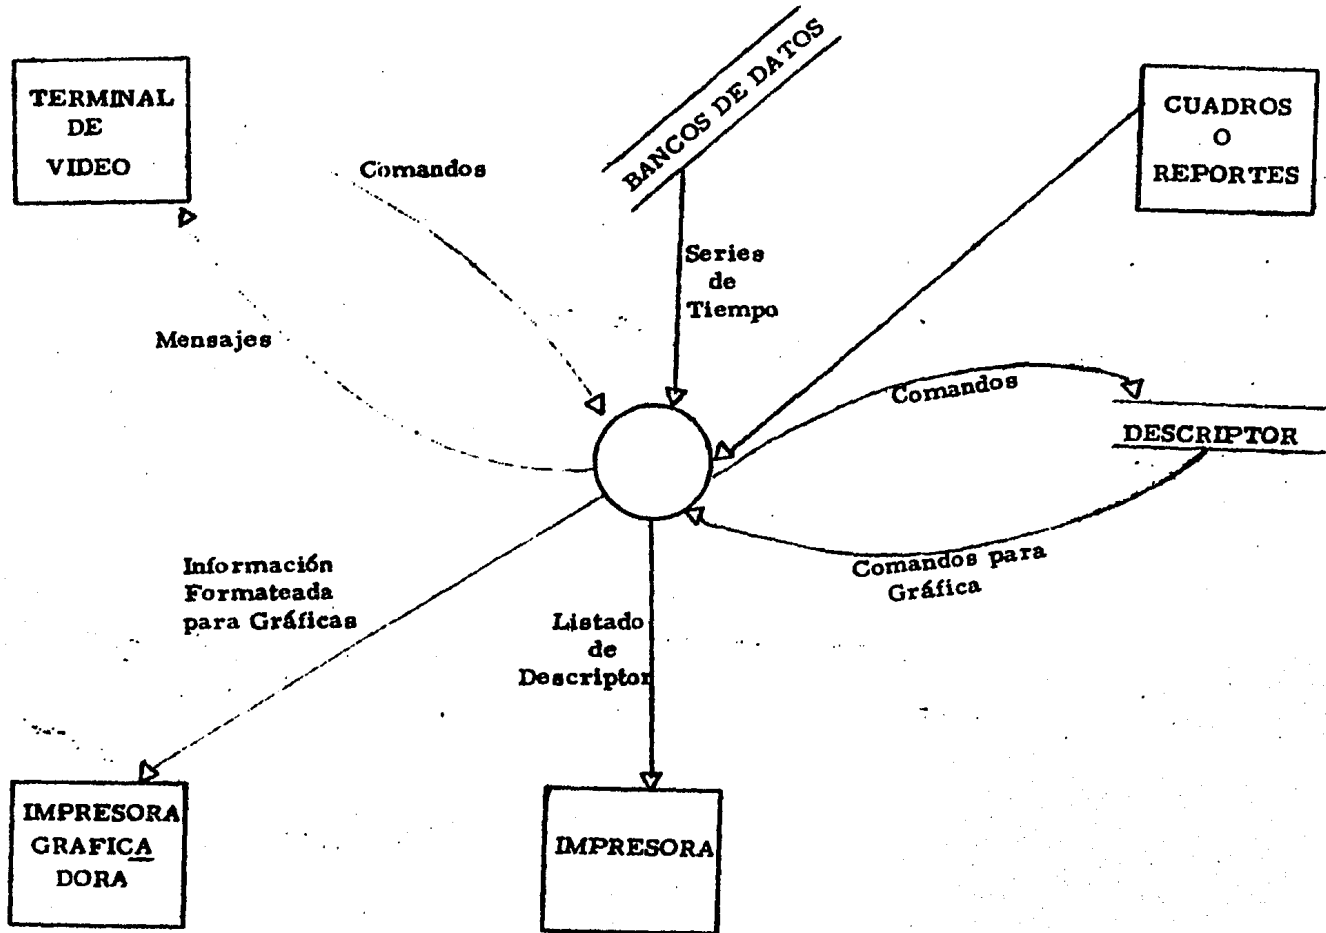 TERMINAL
DE
VIDEO
Comandos
BANCOS DE DATOS
CUADROS
O
REPORTES
Series
de
Tiempo
Mensajes
Comandos
DESCRIPTOR
Comandos para
Gráfica
Información
Formateada
para Gráficas
Listado
de
Descriptor
IMPRESORA
GRAFICA
DORA
IMPRESORA